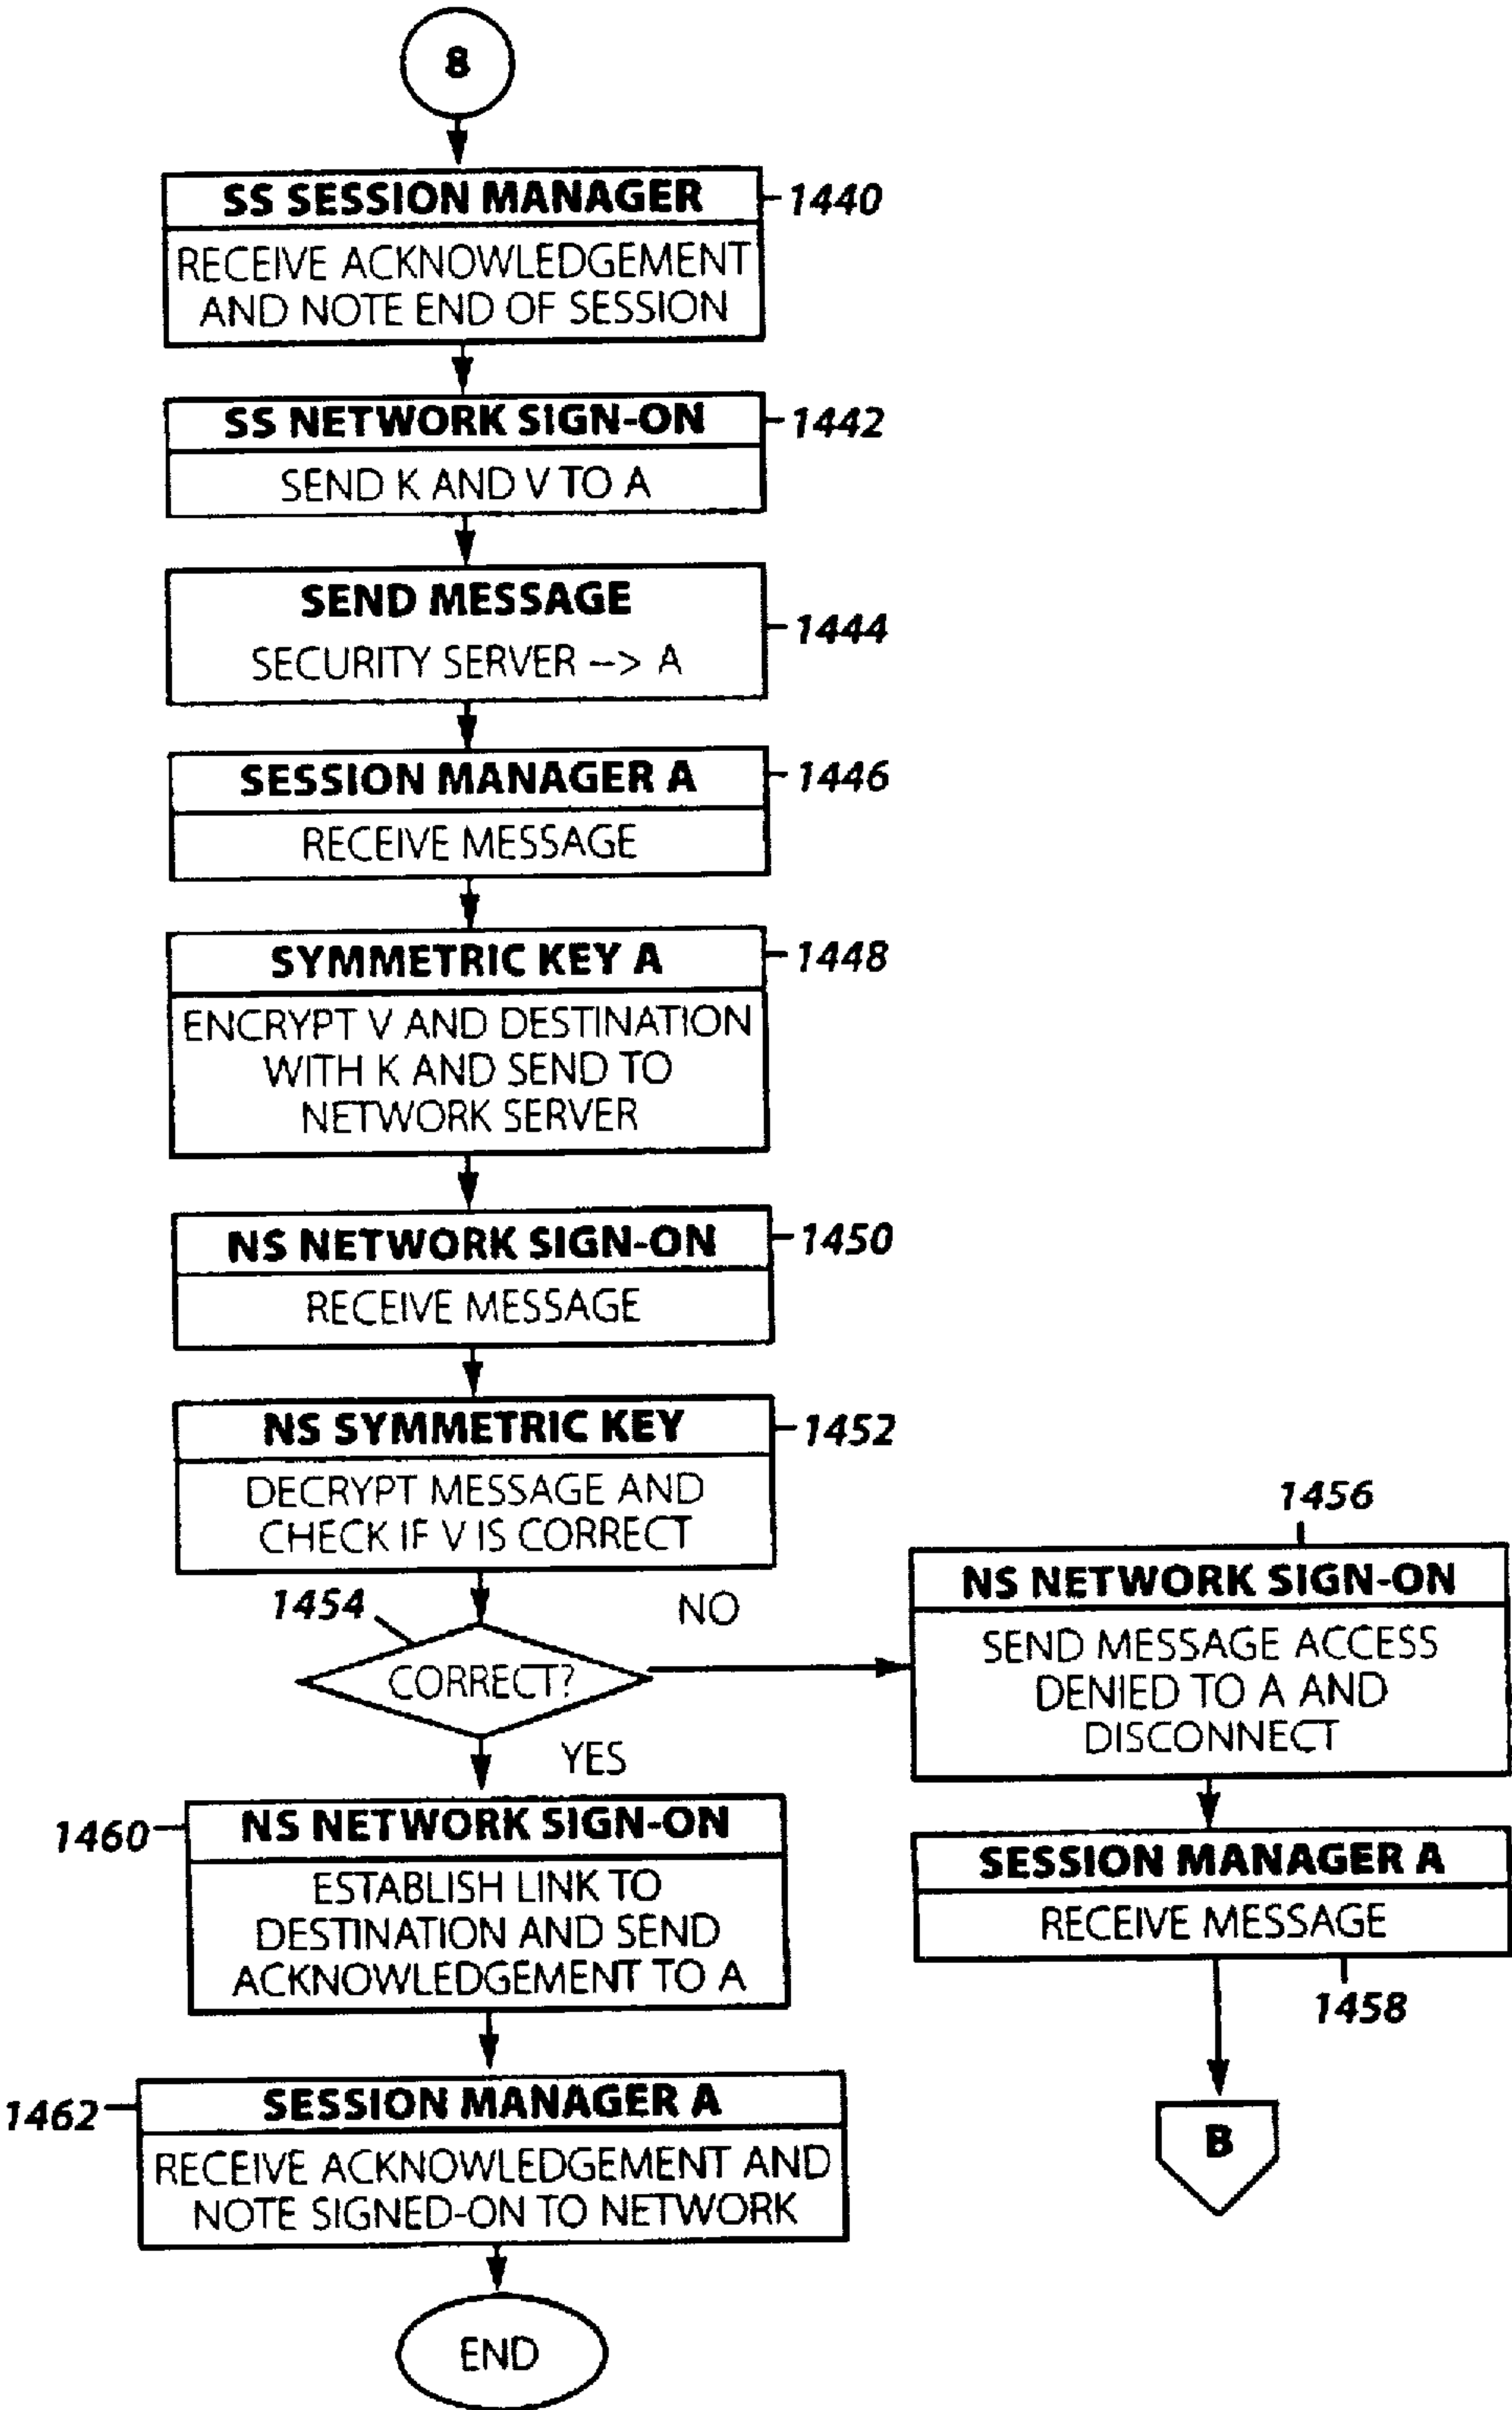 8
SS SESSION MANAGER
1440
RECEIVE ACKNOWLEDGEMENT
AND NOTE END OF SESSION
SS NETWORK SIGN-ON
1442
SEND K AND V TO A
SEND MESSAGE
1444
SECURITY SERVER --> A
SESSION MANAGER A
1446
RECEIVE MESSAGE
SYMMETRIC KEY A
1448
ENCRYPT V AND DESTINATION
WITH K AND SEND TO
NETWORK SERVER
NS NETWORK SIGN-ON
1450
RECEIVE MESSAGE
NS SYMMETRIC KEY
1452
DECRYPT MESSAGE AND
CHECK IF V IS CORRECT
1454
CORRECT?
NO
1456
NS NETWORK SIGN-ON
SEND MESSAGE ACCESS
DENIED TO A AND
DISCONNECT
SESSION MANAGER A
RECEIVE MESSAGE
1458
B
YES
1460
NS NETWORK SIGN-ON
ESTABLISH LINK TO
DESTINATION AND SEND
ACKNOWLEDGEMENT TO A
1462
SESSION MANAGER A
RECEIVE ACKNOWLEDGEMENT AND
NOTE SIGNED-ON TO NETWORK
END